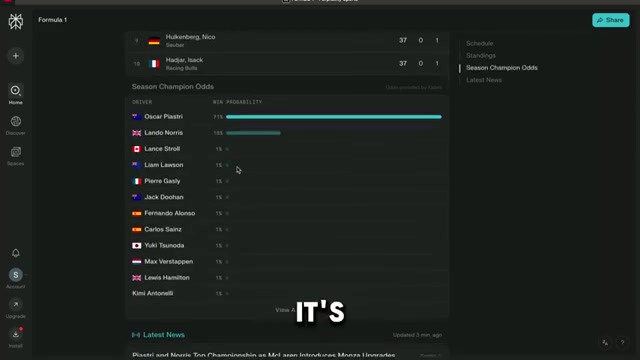 Formula 1
Share
Home
Discover
Spaces
Account
Upgrade
Install
S
9 Hulkenberg, Nico 37 0 1
Sauber
10 Hadjar, Isack 37 0 1
Racing Bulls
Season Champion Odds
DRIVER WIN PROBABILITY
Oscar Piastri
Lando Norris
Lance Stroll 1%
Liam Lawson 1%
Pierre Gasly 1%
Jack Doohan 1%
Fernando Alonso 1%
Carlos Sainz 1%
Yuki Tsunoda 1%
Max Verstappen 1%
Lewis Hamilton 1%
Kimi Antonelli 1%
View
IT'S
Latest News Updated 3 min ago
Piastri and Norris Top Championship as McLaren Introduces Monza Upgrades
Schedule
Standings
Season Champion Odds
Latest News